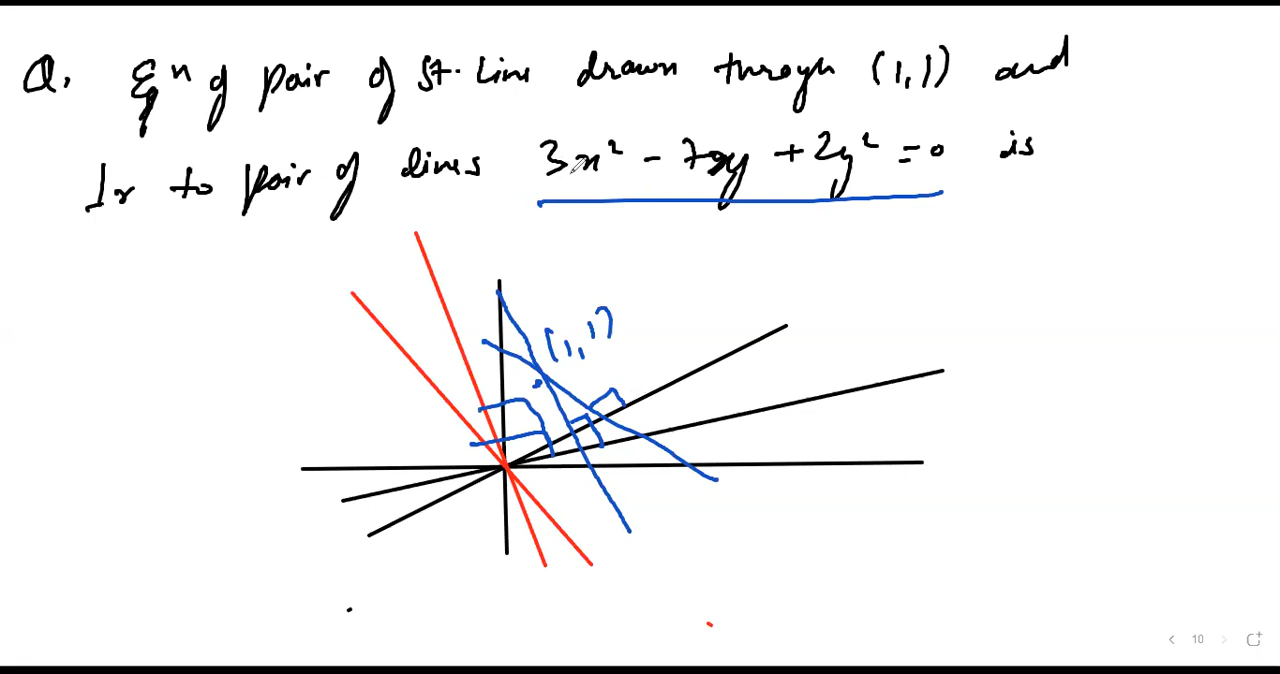 Q. Eqn of pair of St. Line drawn through (1,1) and
⊥r to pair of lines 3x² - 7xy + 2y² = 0 is
(1,1)
10